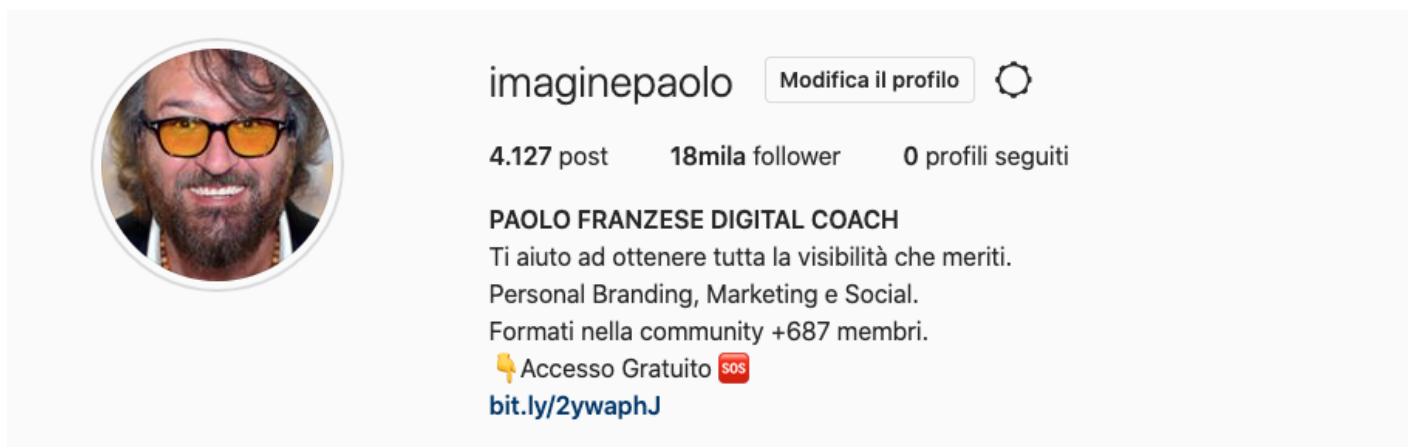 imaginepaolo Modifica il profilo
4.127 post 18mila follower 0 profili seguiti
PAOLO FRANZESE DIGITAL COACH
Ti aiuto ad ottenere tutta la visibilità che meriti.
Personal Branding, Marketing e Social.
Formati nella community +687 membri.
👇Accesso Gratuito 🆘
bit.ly/2ywaphJ